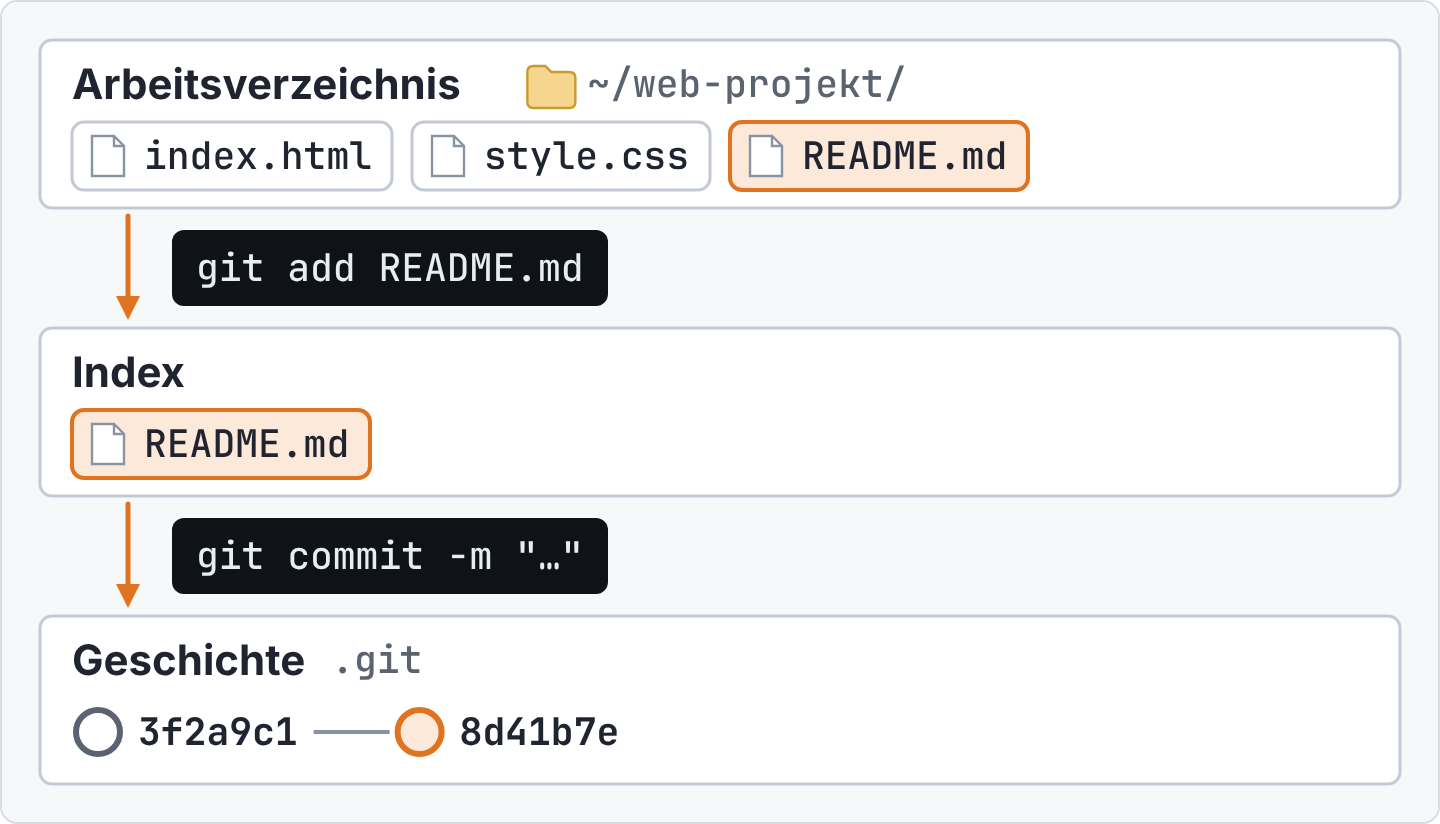 Arbeitsverzeichnis ~/web-projekt/
index.html style.css README.md
git add README.md
Index
README.md
git commit -m "…"
Geschichte .git
3f2a9c1 8d41b7e